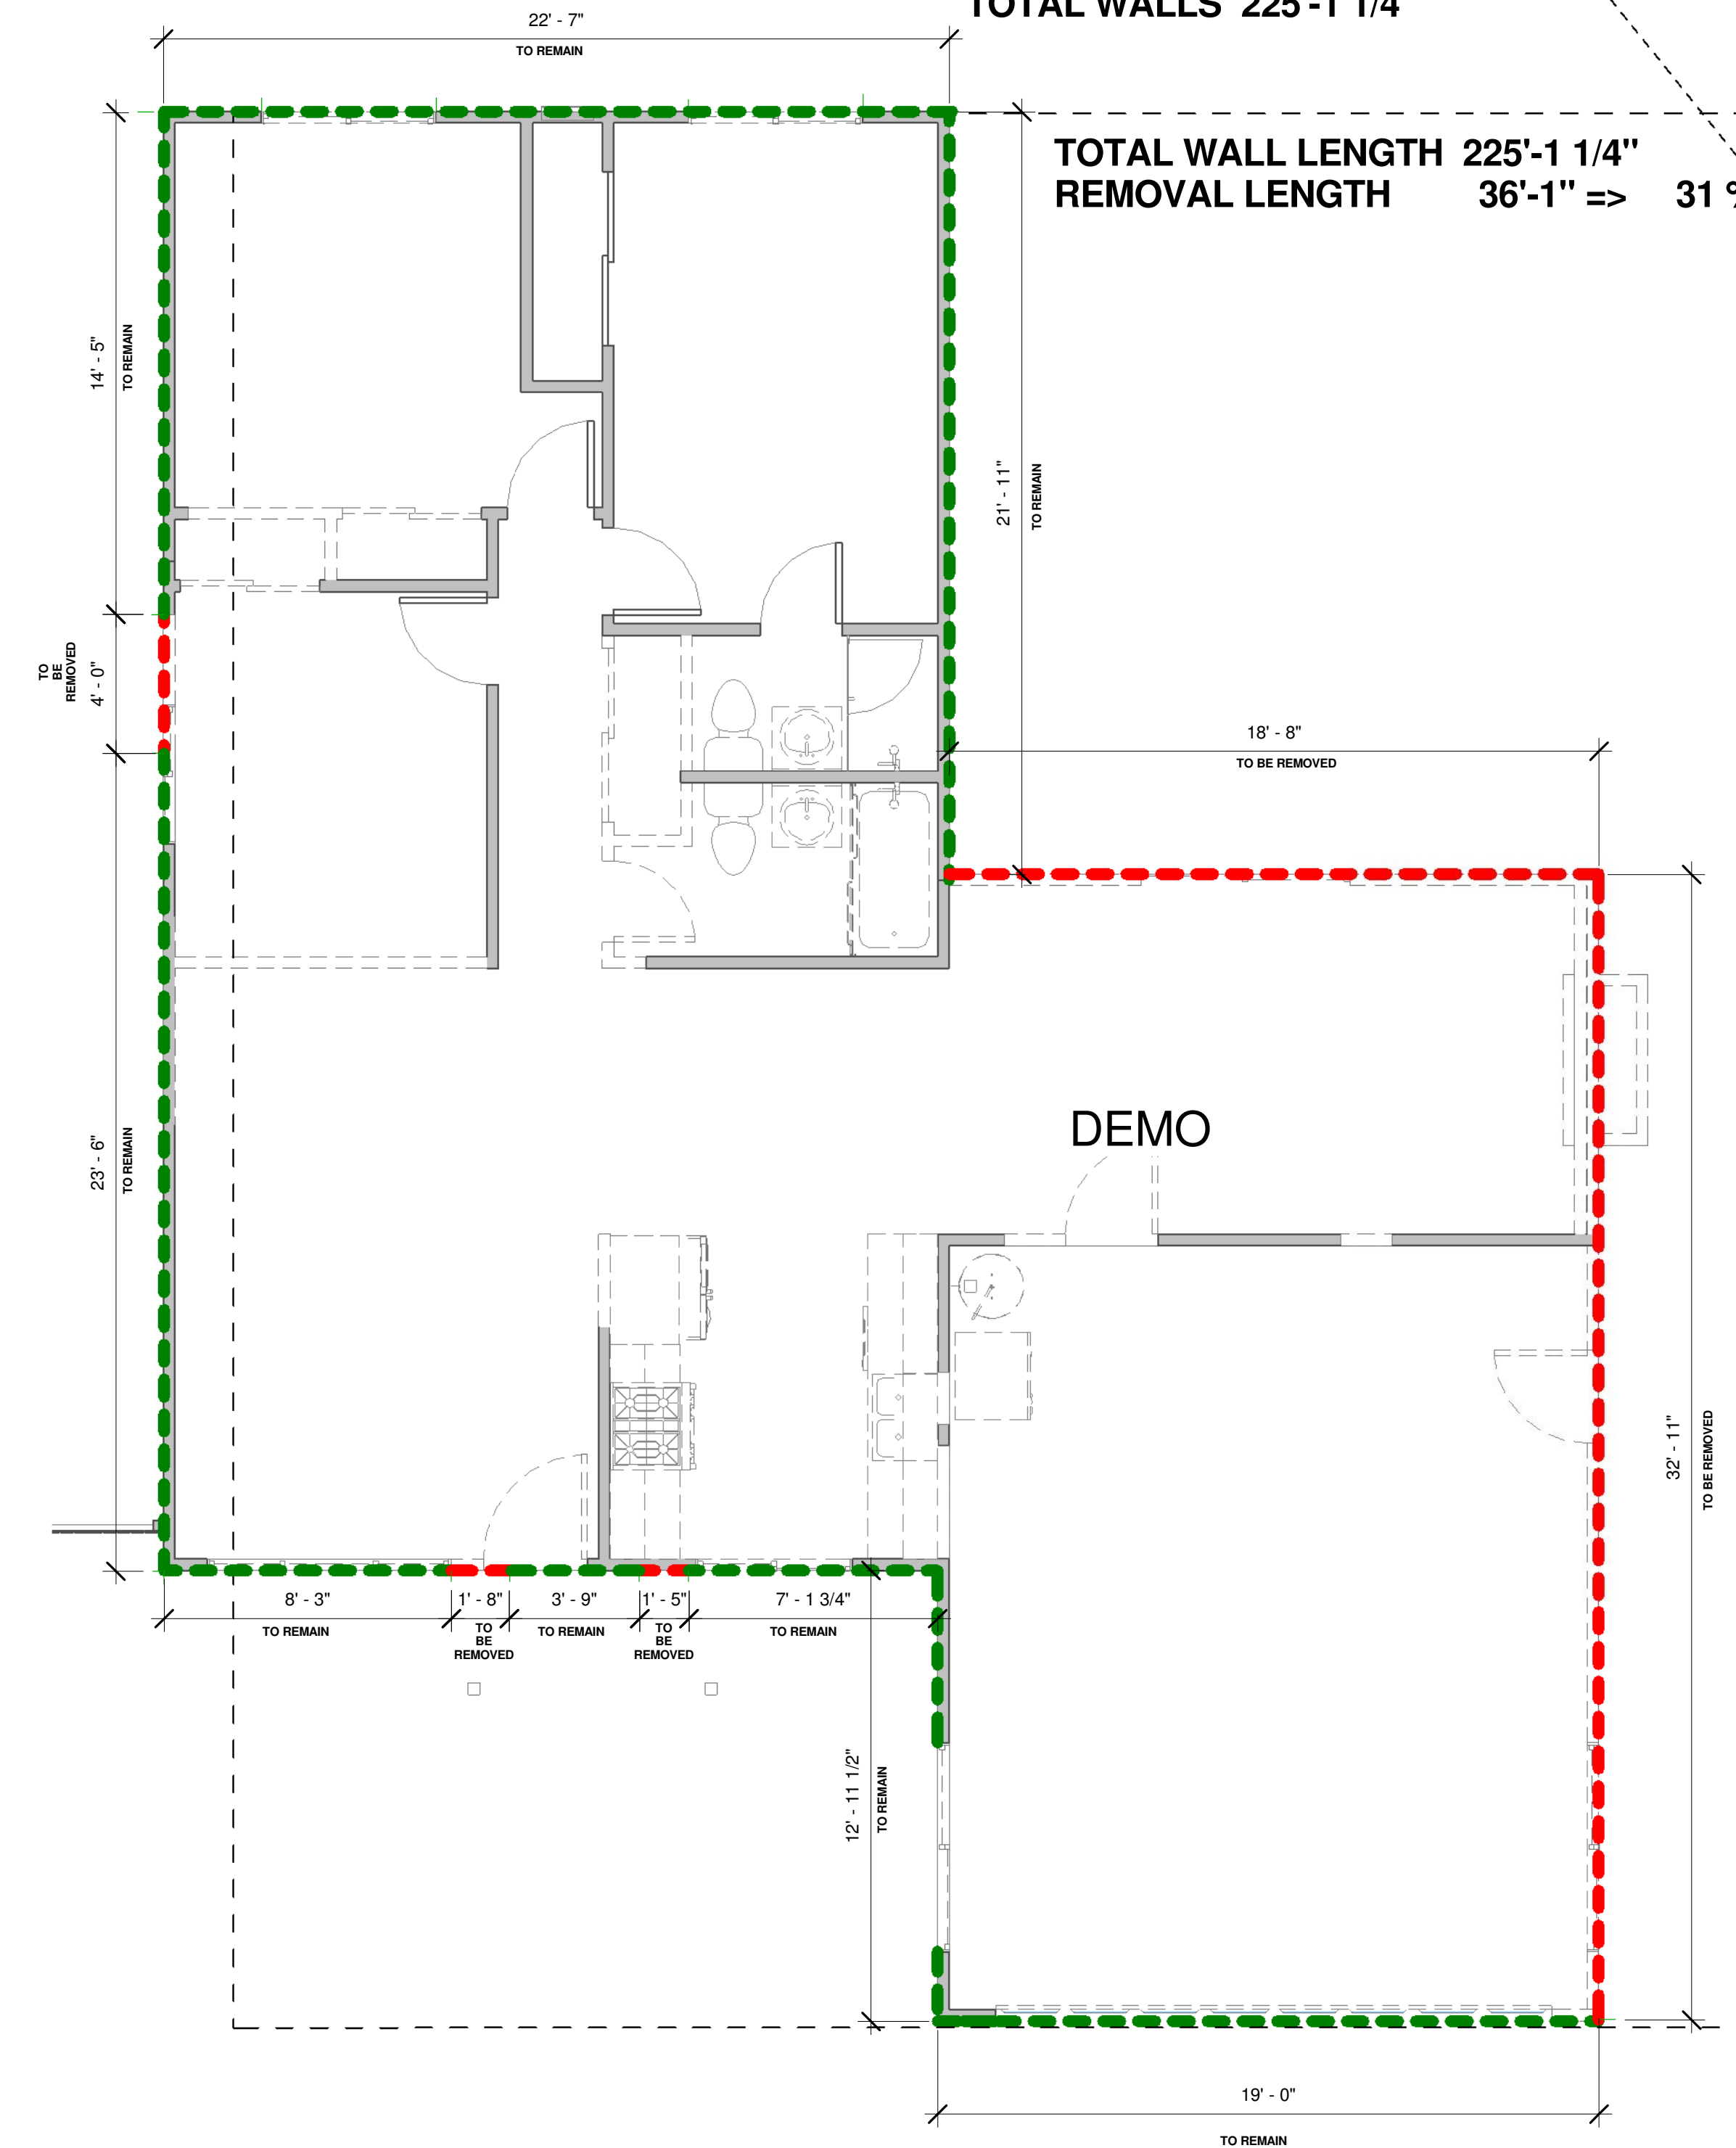 TOTAL WALLS 225'-1 1/4
22' - 7"
TO REMAIN
TOTAL WALL LENGTH 225'-1 1/4"
REMOVAL LENGTH 36'-1" => 31 %
14' - 5"
TO REMAIN
21' - 11"
TO REMAIN
TO
BE
REMOVED
4' - 0"
18' - 8"
TO BE REMOVED
DEMO
23' - 6"
TO REMAIN
32' - 11"
TO BE REMOVED
8' - 3"
TO REMAIN
1' - 8"
TO
BE
REMOVED
3' - 9"
TO REMAIN
1' - 5"
TO
BE
REMOVED
7' - 1 3/4"
TO REMAIN
12' - 11 1/2"
TO REMAIN
19' - 0"
TO REMAIN